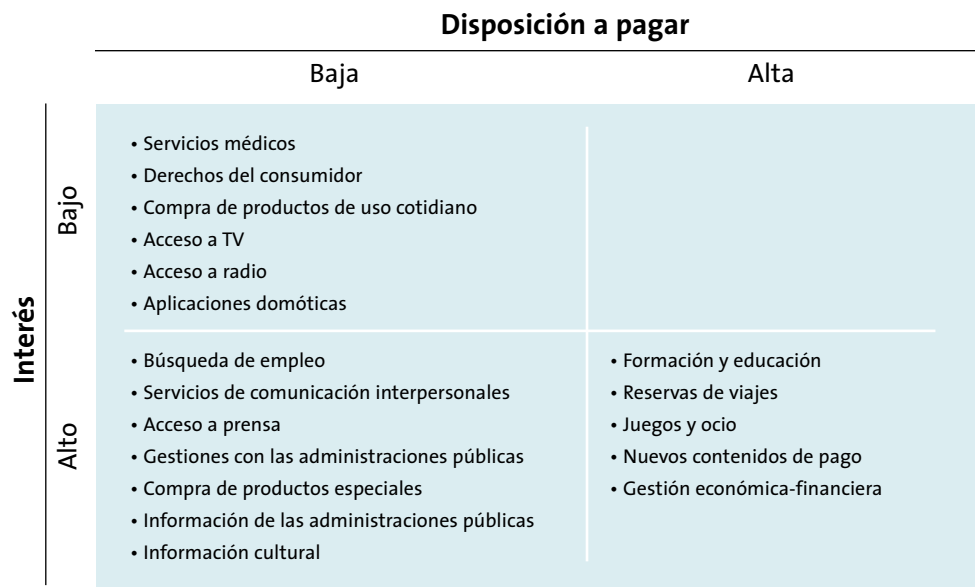 Disposición a pagar
Baja
Alta
Interés
Bajo
• Servicios médicos
• Derechos del consumidor
• Compra de productos de uso cotidiano
• Acceso a TV
• Acceso a radio
• Aplicaciones domóticas
Alto
• Búsqueda de empleo
• Servicios de comunicación interpersonales
• Acceso a prensa
• Gestiones con las administraciones públicas
• Compra de productos especiales
• Información de las administraciones públicas
• Información cultural
• Formación y educación
• Reservas de viajes
• Juegos y ocio
• Nuevos contenidos de pago
• Gestión económica-financiera